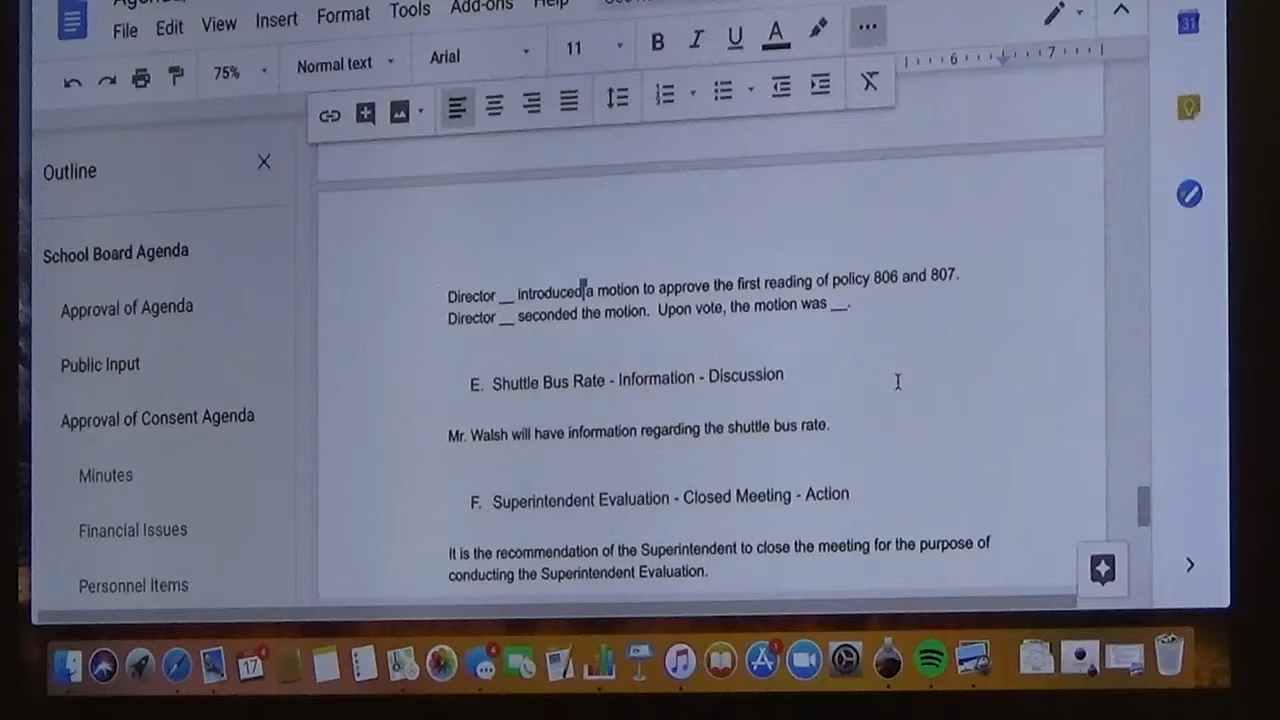 Agenda,
File Edit View Insert Format Tools Add-ons Help
75% Normal text Arial 11 B I U A
6 7
31
Outline
School Board Agenda
Approval of Agenda
Public Input
Approval of Consent Agenda
Minutes
Financial Issues
Personnel Items
Director __ introduced a motion to approve the first reading of policy 806 and 807.
Director __ seconded the motion. Upon vote, the motion was __.
E. Shuttle Bus Rate - Information - Discussion
Mr. Walsh will have information regarding the shuttle bus rate.
F. Superintendent Evaluation - Closed Meeting - Action
It is the recommendation of the Superintendent to close the meeting for the purpose of
conducting the Superintendent Evaluation.
17